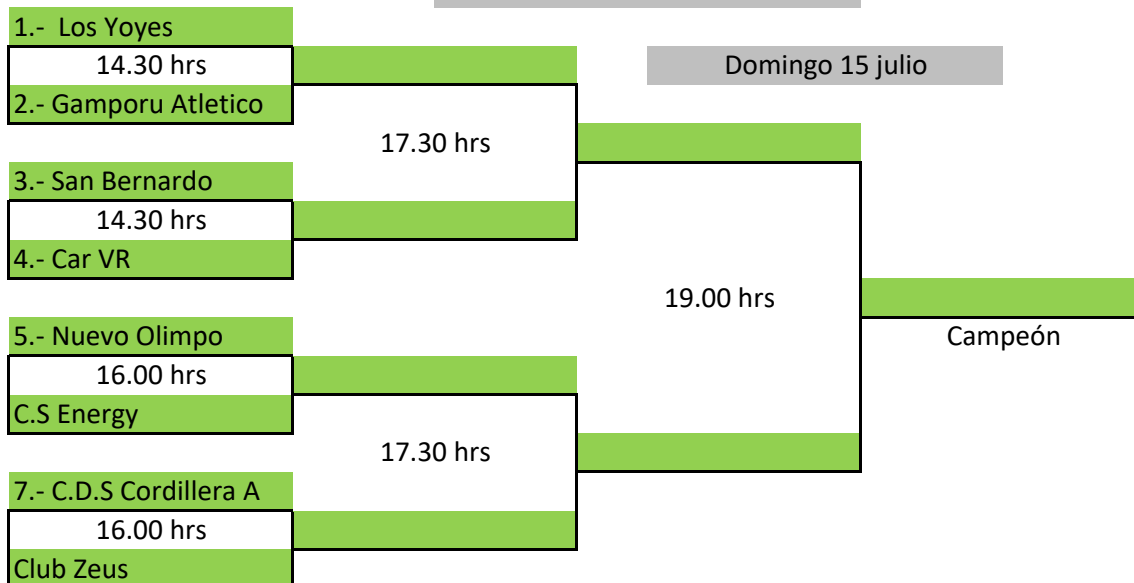 1.- Los Yoyes
14.30 hrs
Domingo 15 julio
2.- Gamporu Atletico
17.30 hrs
3.- San Bernardo
14.30 hrs
4.- Car VR
19.00 hrs
5.- Nuevo Olimpo
Campeón
16.00 hrs
C.S Energy
17.30 hrs
7.- C.D.S Cordillera A
16.00 hrs
Club Zeus